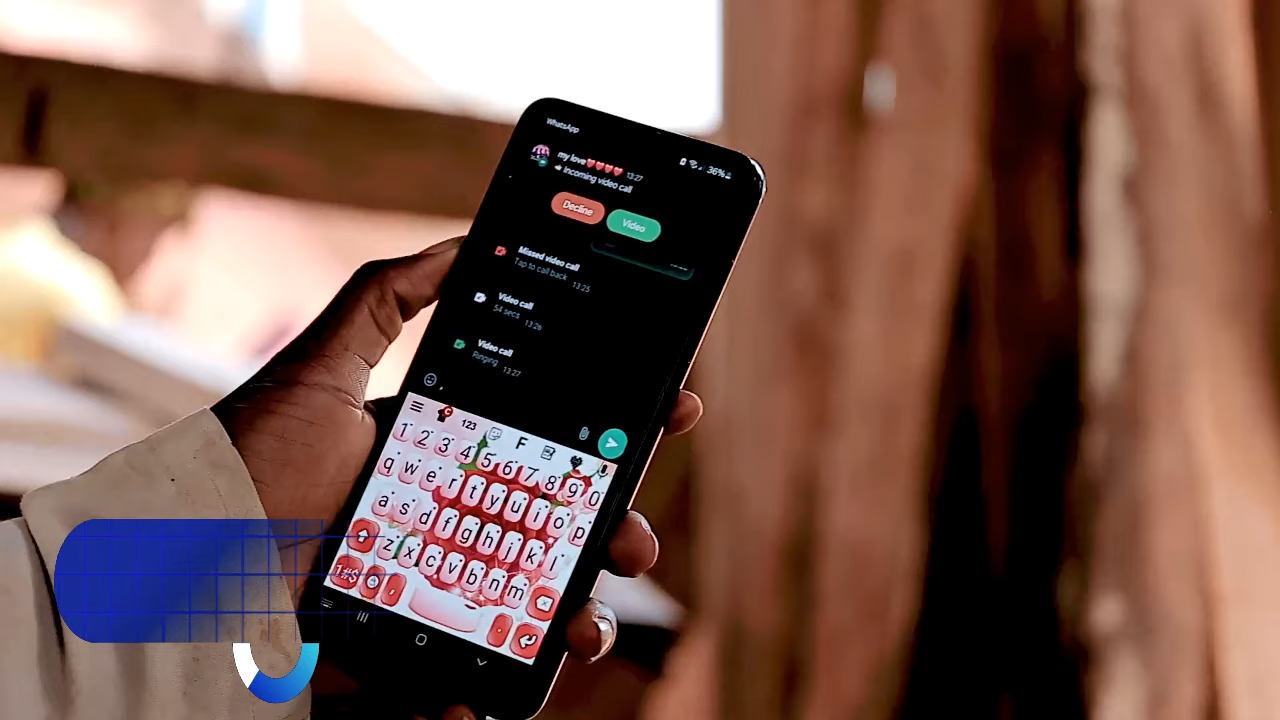 WhatsApp
36%
my love❤❤❤❤ 13:27
Incoming video call
Decline
Video
Missed video call
Tap to call back 13:25
Video call
54 secs 13:26
Video call
Ringing 13:27
123 F
1 2 3 4 5 6 7 8 9 0
q w e r t y u i o p
a s d f g h j k l
z x c v b n m
1#$